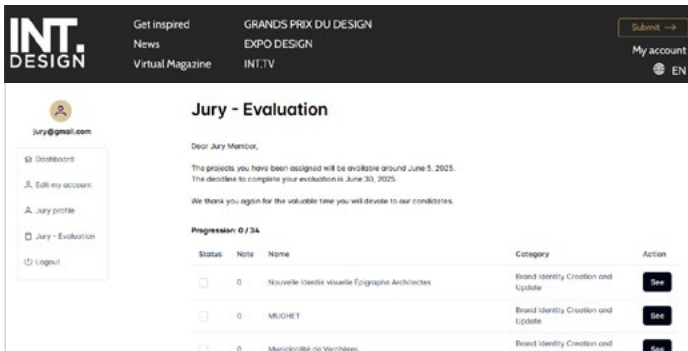 INT.
DESIGN
Get inspired
News
Virtual Magazine
GRANDS PRIX DU DESIGN
EXPO DESIGN
INT.TV
Submit →
My account
EN
jury@gmail.com
Dashboard
Edit my account
Jury profile
Jury - Evaluation
Logout
Jury - Evaluation
Dear Jury Member,
The projects you have been assigned will be available around June 5, 2025.
The deadline to complete your evaluation is June 30, 2025.
We thank you again for the valuable time you will devote to our candidates.
Progression: 0 / 34
Status Note Name Category Action
0 Nouvelle identié visuelle Épigraphe Architectes Brand Identity Creation and
Update See
0 MUGHET Brand Identity Creation and
Update See
0 Municipalité de Verchères Brand Identity Creation and
See